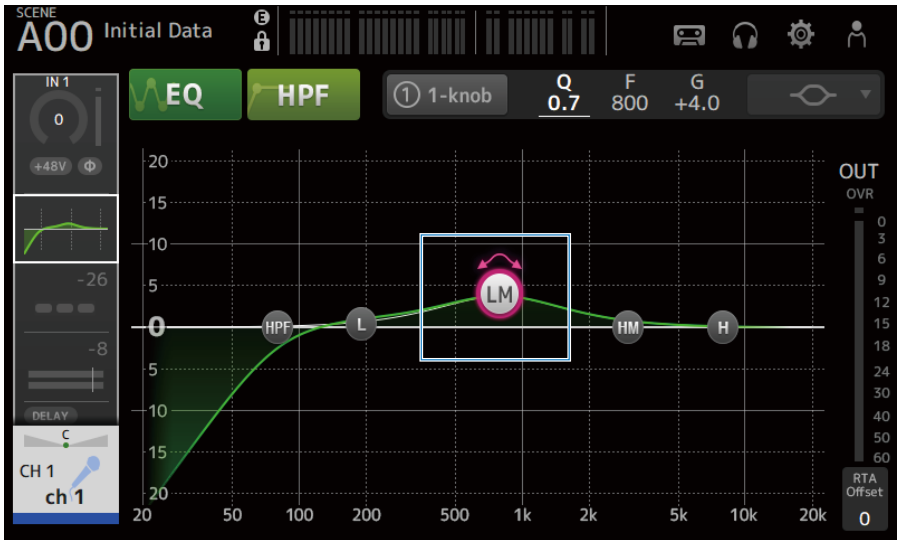 SCENE
A00 Initial Data
E
IN 1
0
+48V Φ
-26
-8
DELAY
C
CH 1
ch 1
EQ
HPF
1 1-knob
Q
0.7
F
800
G
+4.0
20
15
10
5
0
5
10
15
20
HPF
L
LM
HM
H
20 50 100 200 500 1k 2k 5k 10k 20k
OUT
OVR
0
3
6
9
12
15
18
24
30
40
50
60
RTA
Offset
0